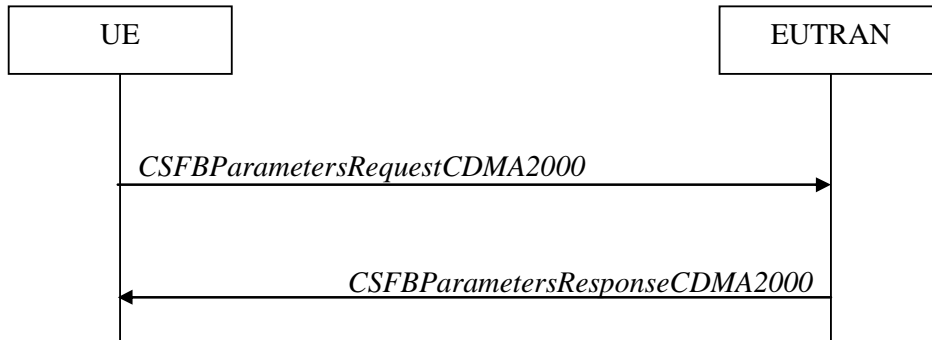 UE
EUTRAN
CSFBParametersRequestCDMA2000
CSFBParametersResponseCDMA2000